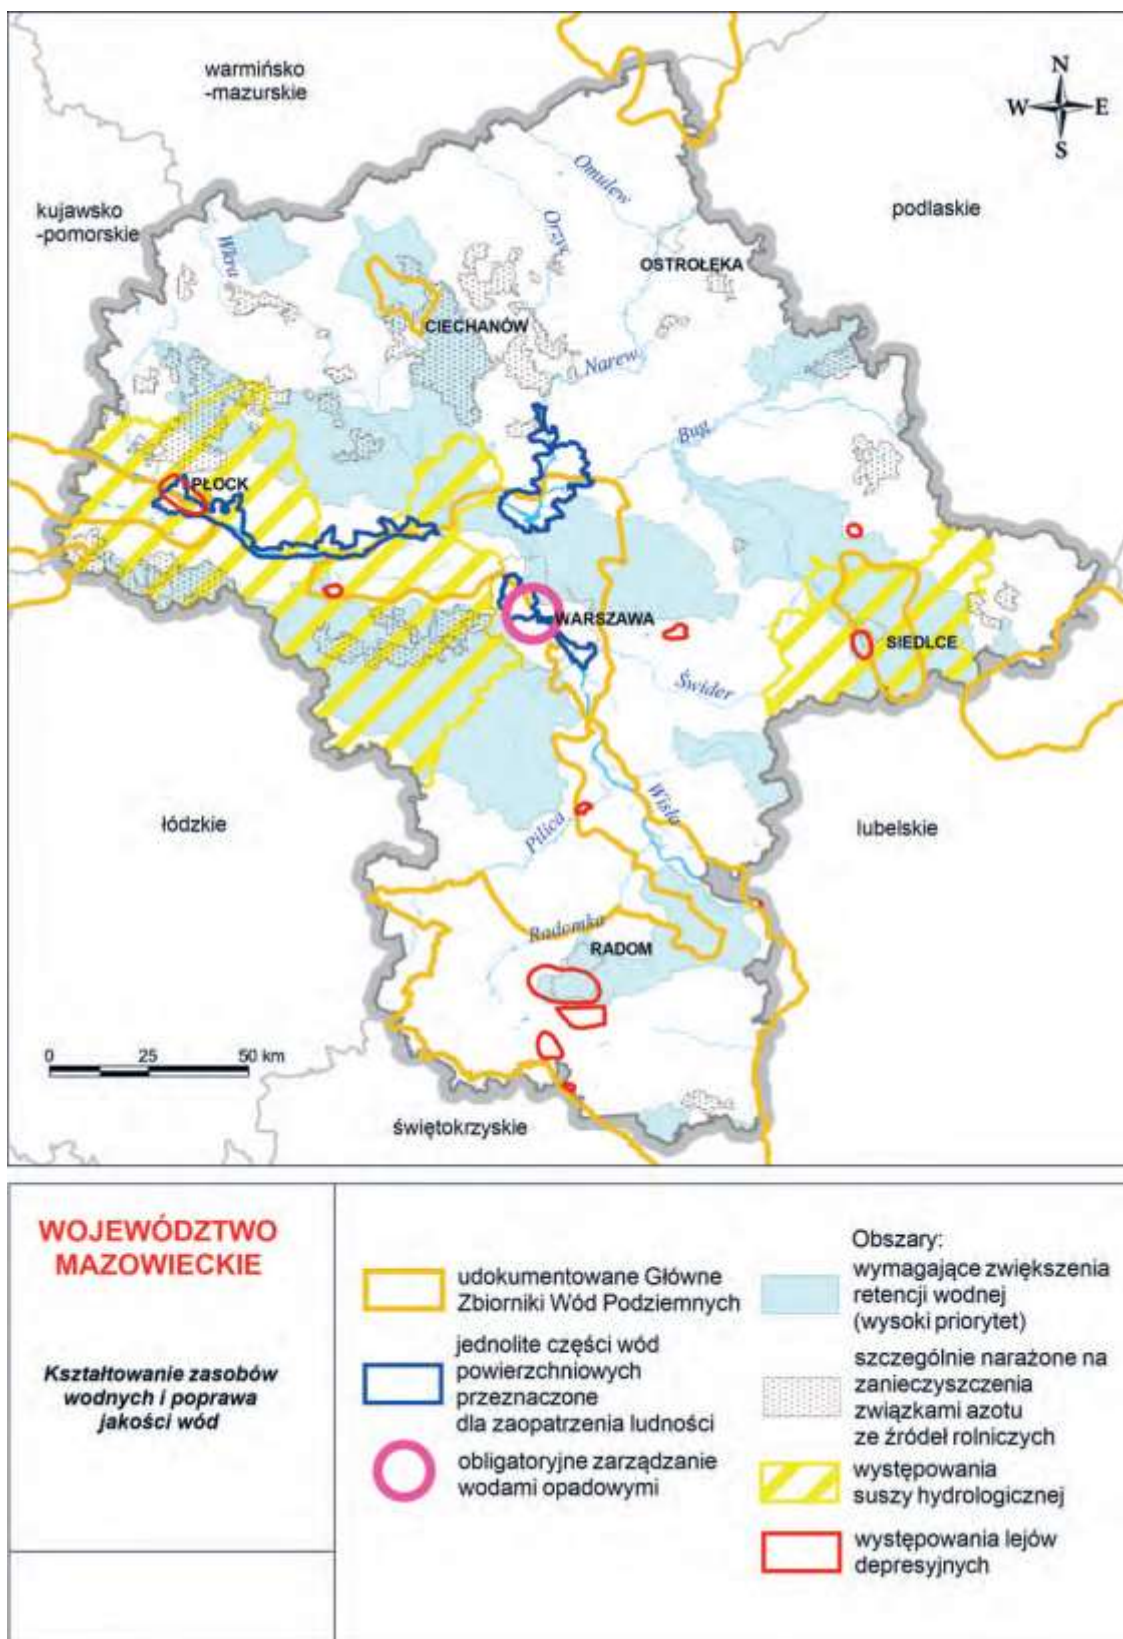 warmińsko
-mazurskie
N
W
E
S
kujawsko
-pomorskie
podlaskie
Omulew
Orzyc
Wkra
OSTROŁĘKA
CIECHANÓW
Narew
Bug
PŁOCK
WARSZAWA
SIEDLCE
Świder
Wisła
Pilica
łódzkie
lubelskie
Radomka
RADOM
0 25 50 km
świętokrzyskie
WOJEWÓDZTWO
MAZOWIECKIE
Kształtowanie zasobów
wodnych i poprawa
jakości wód
udokumentowane Główne
Zbiorniki Wód Podziemnych
jednolite części wód
powierzchniowych
przeznaczone
dla zaopatrzenia ludności
obligatoryjne zarządzanie
wodami opadowymi
Obszary:
wymagające zwiększenia
retencji wodnej
(wysoki priorytet)
szczególnie narażone na
zanieczyszczenia
związkami azotu
ze źródeł rolniczych
występowania
suszy hydrologicznej
występowania lejów
depresyjnych